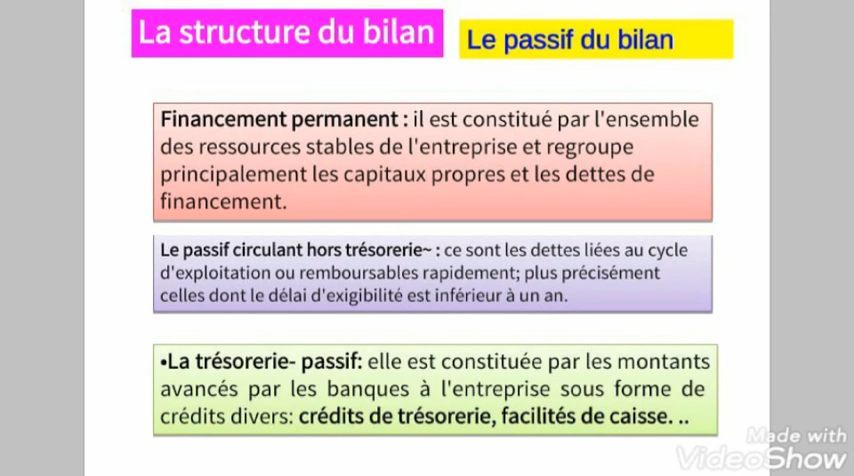 La structure du bilan
Le passif du bilan
Financement permanent : il est constitué par l'ensemble
des ressources stables de l'entreprise et regroupe
principalement les capitaux propres et les dettes de
financement.
Le passif circulant hors trésorerie~ : ce sont les dettes liées au cycle
d'exploitation ou remboursables rapidement; plus précisément
celles dont le délai d'exigibilité est inférieur à un an.
•La trésorerie- passif: elle est constituée par les montants
avancés par les banques à l'entreprise sous forme de
crédits divers: crédits de trésorerie, facilités de caisse. ..
Made with
VideoShow